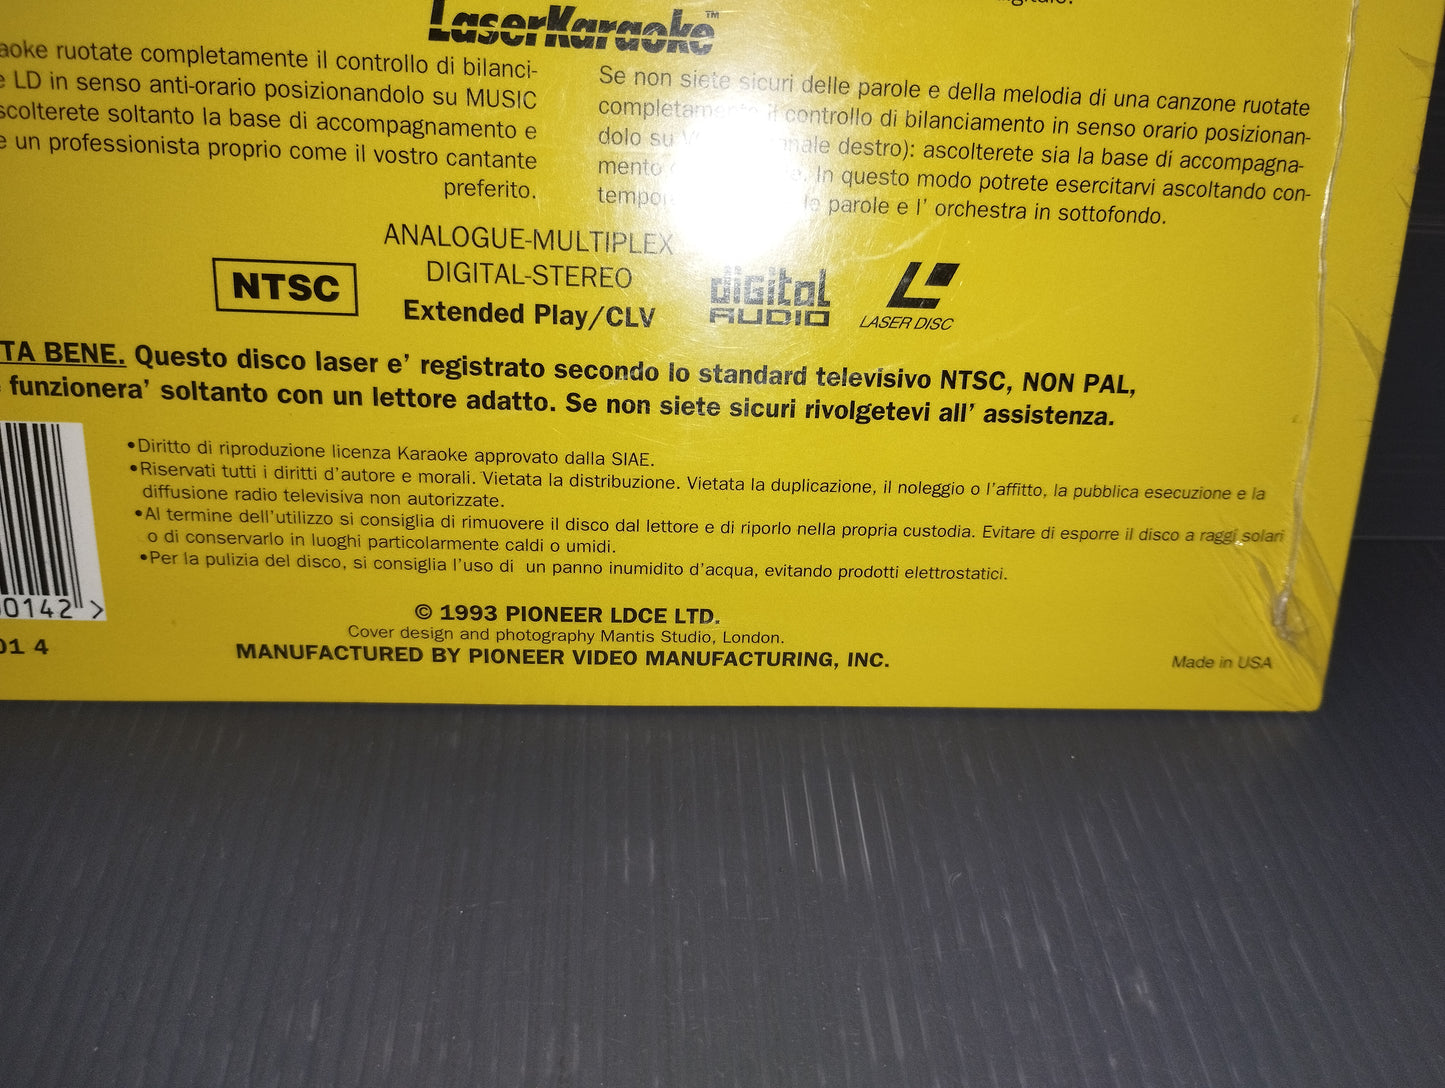 LaserKaraoke™
aoke ruotate completamente il controllo di bilanci-
e LD in senso anti-orario posizionandolo su MUSIC
scolterete soltanto la base di accompagnamento e
e un professionista proprio come il vostro cantante
preferito.
Se non siete sicuri delle parole e della melodia di una canzone ruotate
completamente il controllo di bilanciamento in senso orario posizionan-
dolo su destro): ascolterete sia la base di accompagna-
mento In questo modo potrete esercitarvi ascoltando con-
parole e l' orchestra in sottofondo.
ANALOGUE-MULTIPLEX
DIGITAL-STEREO
Extended Play/CLV
NTSC
digital
AUDIO
LASER DISC
TA BENE. Questo disco laser e' registrato secondo lo standard televisivo NTSC, NON PAL,
funzionera' soltanto con un lettore adatto. Se non siete sicuri rivolgetevi all' assistenza.
•Diritto di riproduzione licenza Karaoke approvato dalla SIAE.
•Riservati tutti i diritti d'autore e morali. Vietata la distribuzione. Vietata la duplicazione, il noleggio o l'affitto, la pubblica esecuzione e la
diffusione radio televisiva non autorizzate.
•Al termine dell'utilizzo si consiglia di rimuovere il disco dal lettore e di riporlo nella propria custodia. Evitare di esporre il disco a raggi solari
o di conservarlo in luoghi particolarmente caldi o umidi.
•Per la pulizia del disco, si consiglia l'uso di un panno inumidito d'acqua, evitando prodotti elettrostatici.
0142 >
01 4
© 1993 PIONEER LDCE LTD.
Cover design and photography Mantis Studio, London.
MANUFACTURED BY PIONEER VIDEO MANUFACTURING, INC.
Made in USA